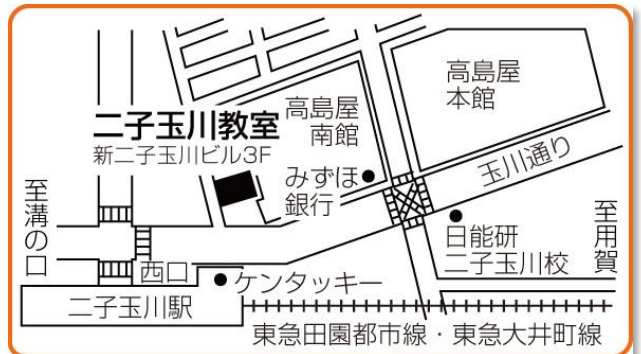 高島屋
本館
二子玉川教室
新二子玉川ビル3F
高島屋
南館
玉川通り
みずほ
銀行
至溝の口
至用賀
日能研
二子玉川校
西口
ケンタッキー
二子玉川駅
東急田園都市線・東急大井町線